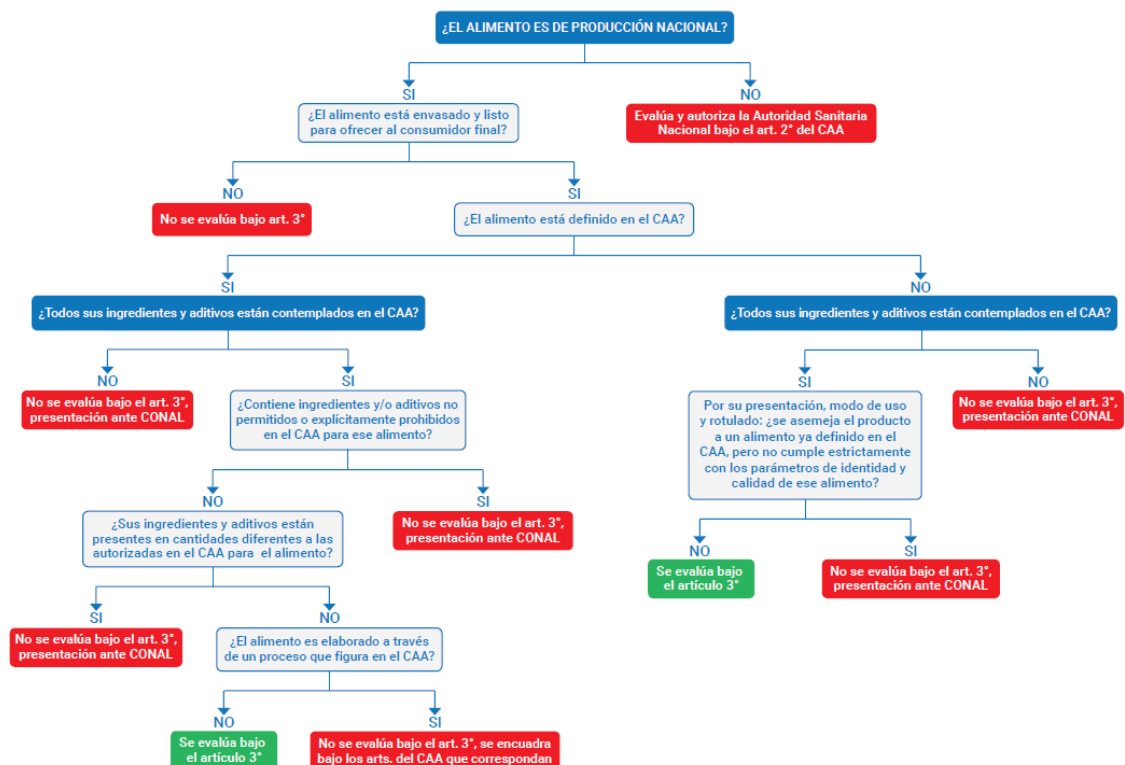 ¿EL ALIMENTO ES DE PRODUCCIÓN NACIONAL?
SI
NO
¿El alimento está envasado y listo
para ofrecer al consumidor final?
Evalúa y autoriza la Autoridad Sanitaria
Nacional bajo el art. 2° del CAA
NO
SI
No se evalúa bajo art. 3°
¿El alimento está definido en el CAA?
SI
NO
¿Todos sus ingredientes y aditivos están contemplados en el CAA?
¿Todos sus ingredientes y aditivos están contemplados en el CAA?
NO
SI
SI
NO
No se evalúa bajo el art. 3°,
presentación ante CONAL
¿Contiene ingredientes y/o aditivos no
permitidos o explícitamente prohibidos
en el CAA para ese alimento?
Por su presentación, modo de uso
y rotulado: ¿se asemeja el producto
a un alimento ya definido en el
CAA, pero no cumple estrictamente
con los parámetros de identidad y
calidad de ese alimento?
No se evalúa bajo el art. 3°,
presentación ante CONAL
NO
SI
¿Sus ingredientes y aditivos están
presentes en cantidades diferentes a las
autorizadas en el CAA para el alimento?
No se evalúa bajo el art. 3°,
presentación ante CONAL
NO
SI
Se evalúa bajo
el artículo 3°
No se evalúa bajo el art. 3°,
presentación ante CONAL
SI
NO
No se evalúa bajo el art. 3°,
presentación ante CONAL
¿El alimento es elaborado a través
de un proceso que figura en el CAA?
NO
SI
Se evalúa bajo
el artículo 3°
No se evalúa bajo el art. 3°, se encuadra
bajo los arts. del CAA que correspondan